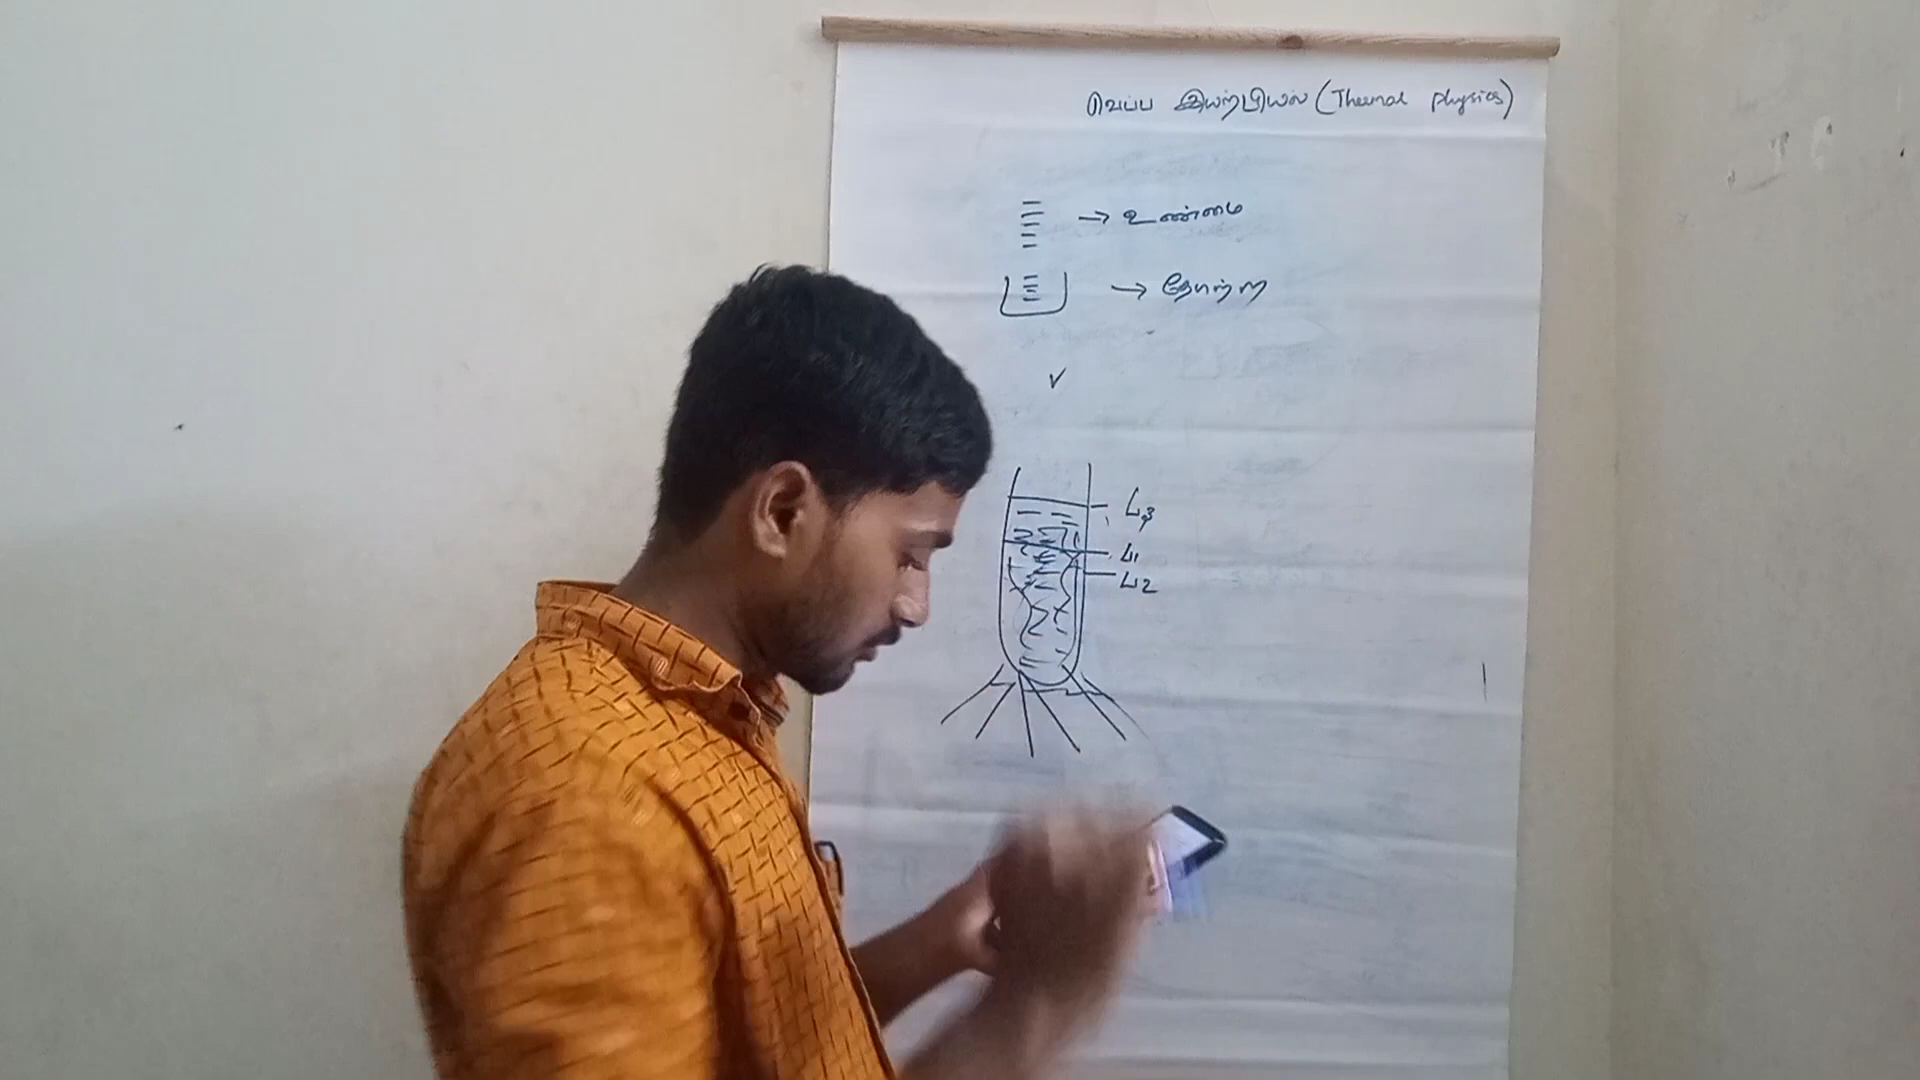 வெப்ப இயற்பியல் (Thermal physics)
→ உண்மை
→ தோற்ற
L3
L1
L2